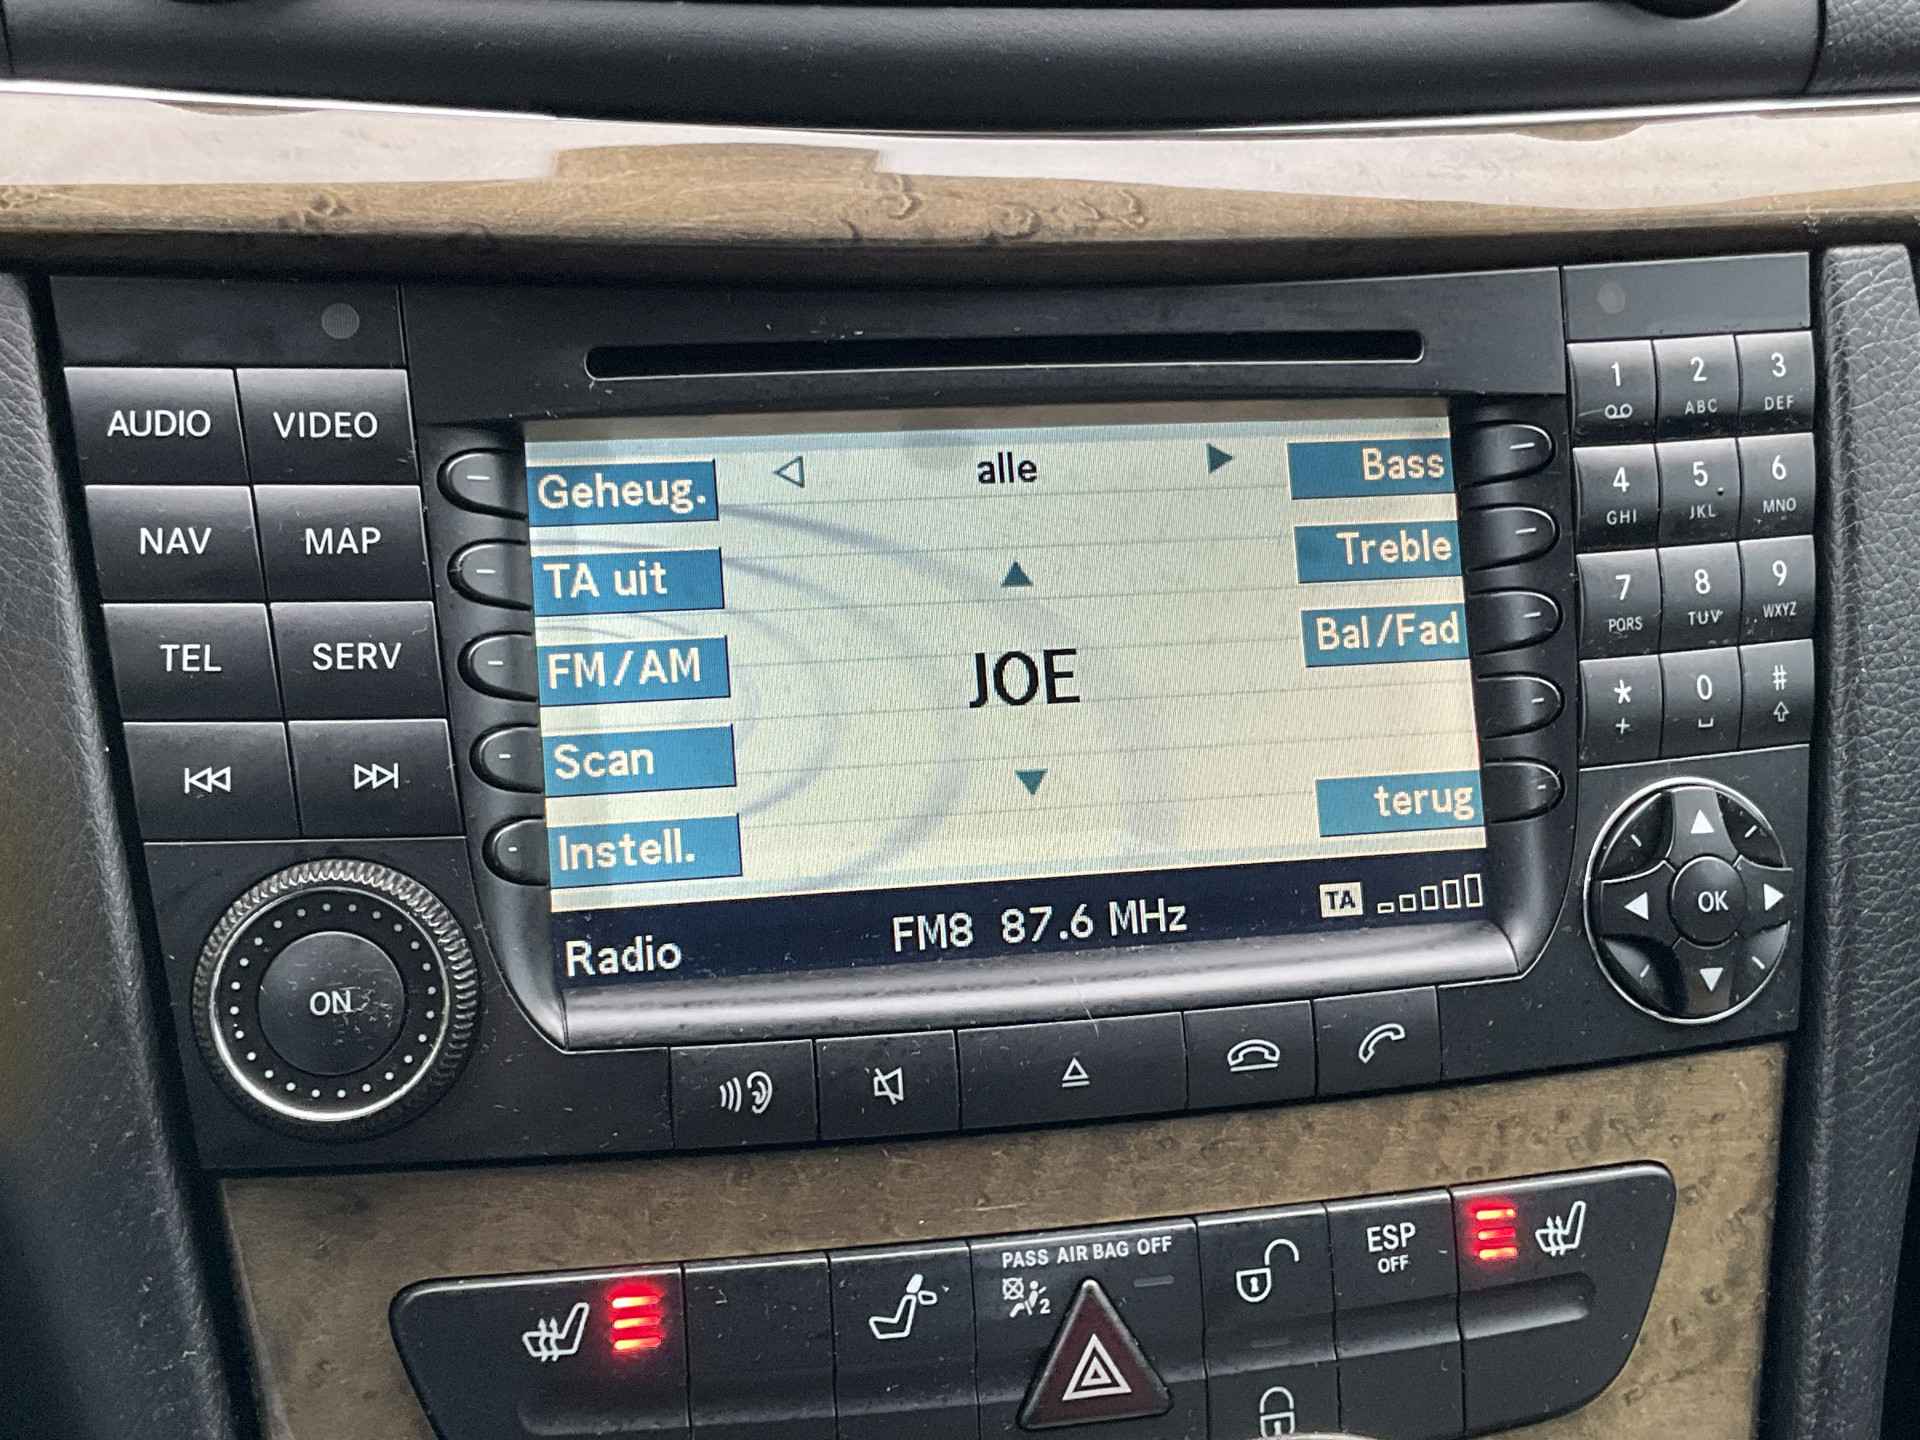 AUDIO VIDEO
NAV MAP
TEL SERV
ON
Geheug.
TA uit
FM/AM
Scan
Instell.
alle
JOE
Bass
Treble
Bal/Fad
terug
Radio FM8 87.6 MHz TA
1 2 ABC 3 DEF
4 GHI 5 JKL 6 MNO
7 PQRS 8 TUV 9 WXYZ
* + 0 #
OK
PASS AIR BAG OFF
2
ESP
OFF